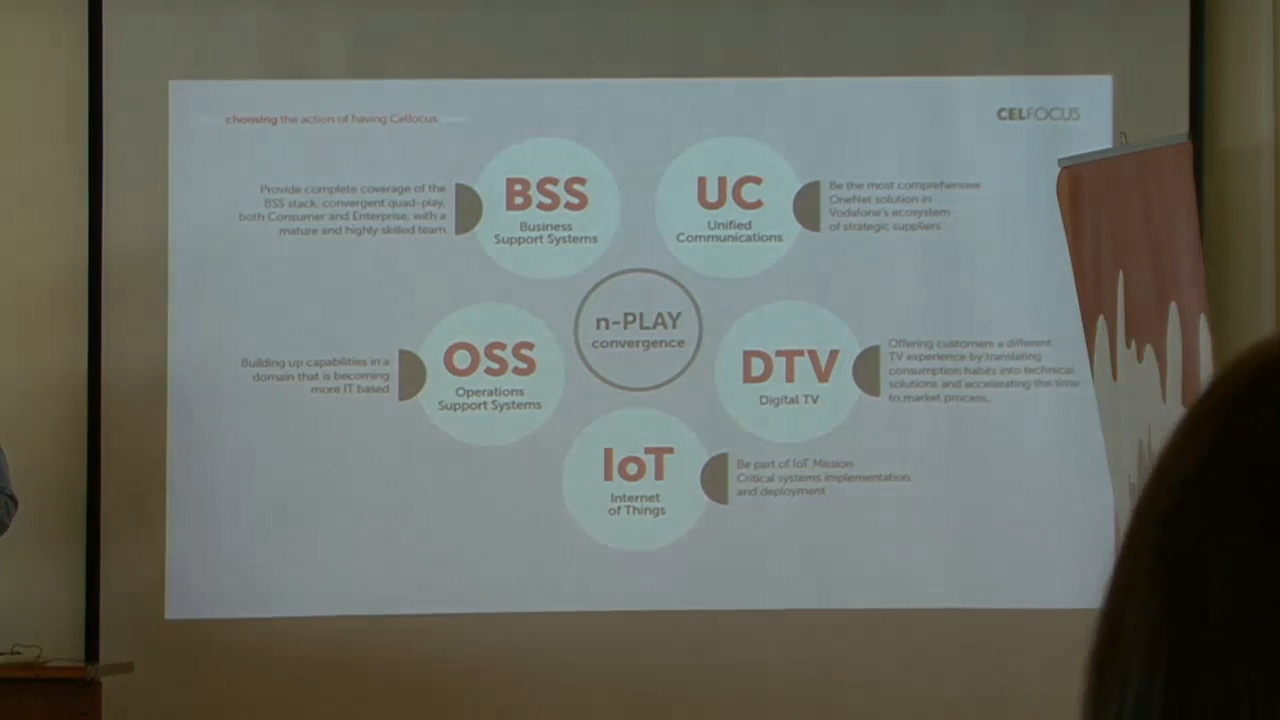 choosing the action of having Celfocus
CELFOCUS
Provide complete coverage of the
BSS stack, convergent quad-play,
both Consumer and Enterprise, with a
mature and highly skilled team
BSS
Business
Support Systems
UC
Unified
Communications
Be the most comprehensive
OneNet solution in
Vodafone's ecosystem
of strategic suppliers
n-PLAY
convergence
Building up capabilities in a
domain that is becoming
more IT based
OSS
Operations
Support Systems
DTV
Digital TV
Offering customers a different
TV experience by translating
consumption habits into technical
solutions and accelerating the time
to market process.
IoT
Internet
of Things
Be part of IoT Mission
Critical systems implementation
and deployment